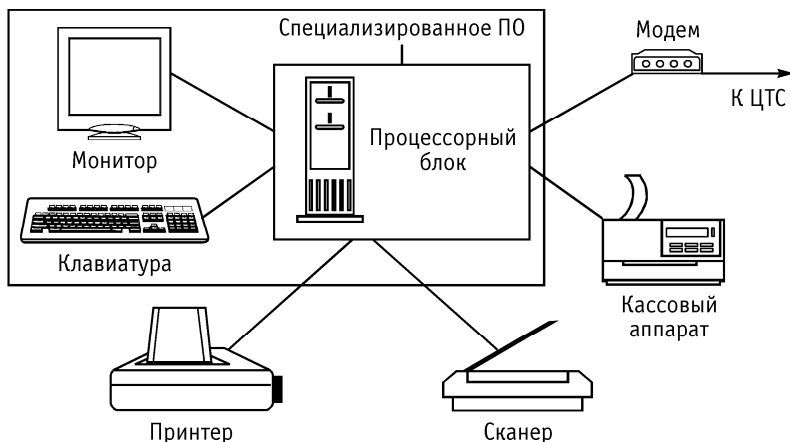 Специализированное ПО
Модем
К ЦТС
Монитор
Процессорный
блок
Клавиатура
Кассовый
аппарат
Принтер
Сканер